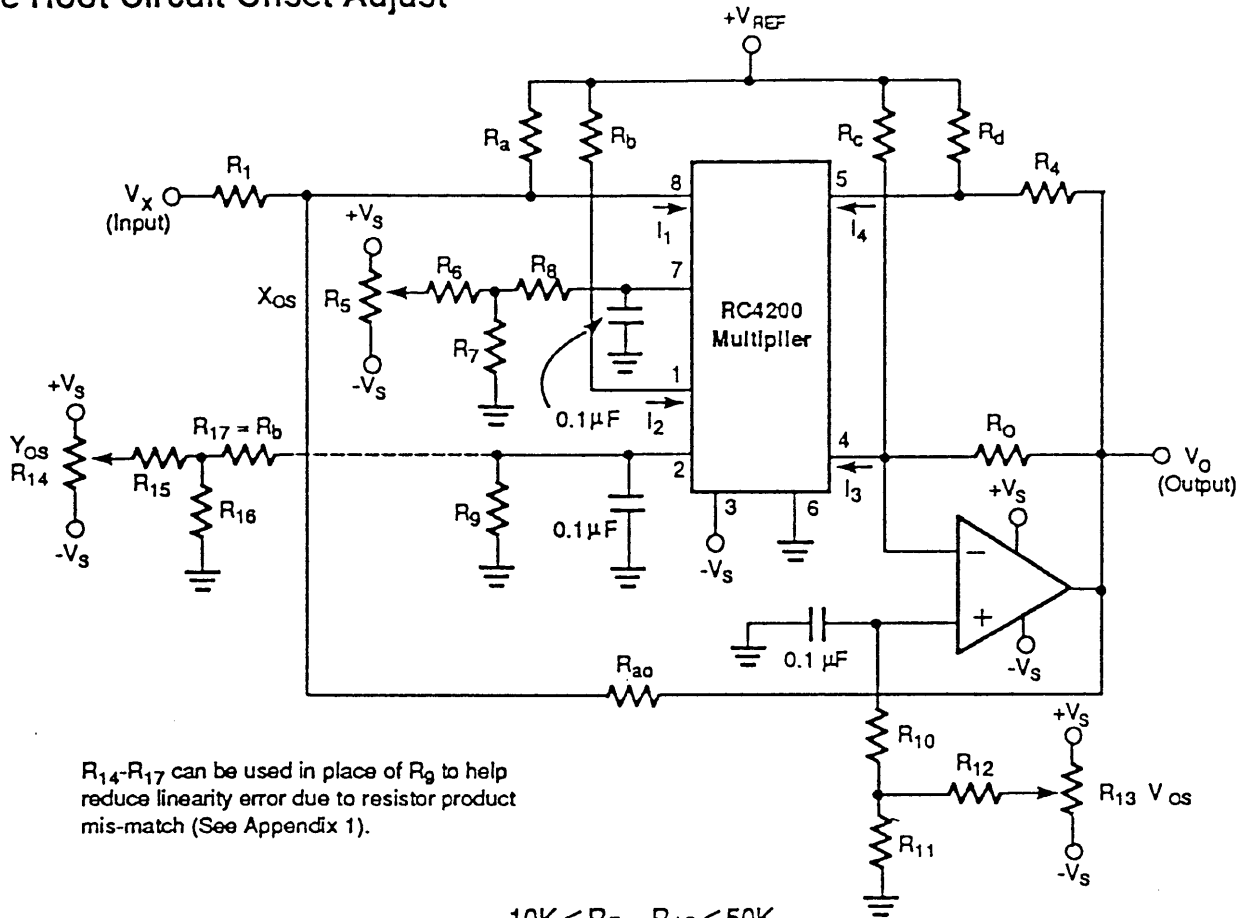 e Root Circuit Offset Adjust
+V_REF
R_a
R_b
R_c
R_d
R_1
R_4
V_X
(Input)
8
5
I_1
I_4
+V_S
R_6
R_8
7
X_OS
R_5
RC4200
Multiplier
R_7
-V_S
1
0.1μF
I_2
+V_S
R_17 = R_b
Y_OS
R_14
R_15
R_16
-V_S
2
4
R_O
V_O
(Output)
I_3
+V_S
R_9
0.1μF
3
6
-V_S
−
+
0.1 μF
-V_S
R_ao
R_10
+V_S
R_12
R_13 V_OS
R_11
-V_S
R_14-R_17 can be used in place of R_9 to help
reduce linearity error due to resistor product
mis-match (See Appendix 1).